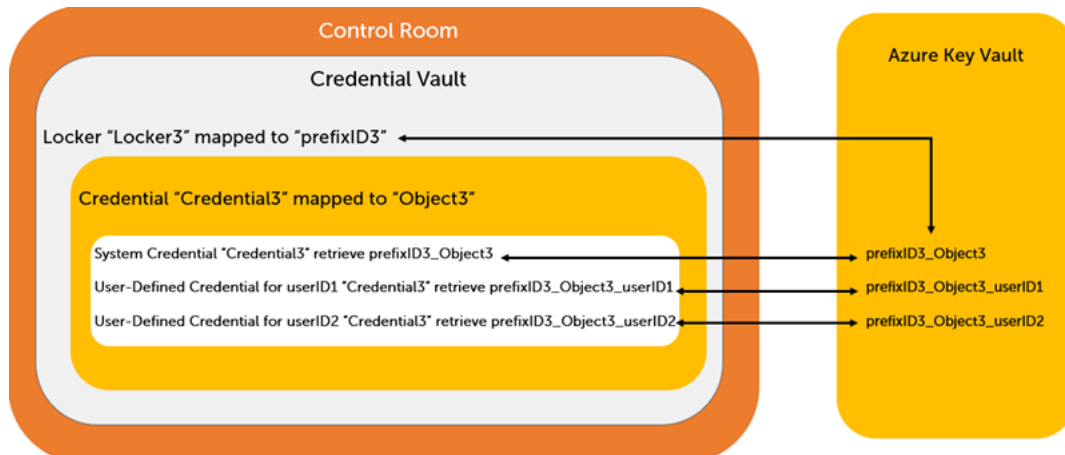 Control Room
Credential Vault
Locker “Locker3” mapped to “prefixID3”
Credential “Credential3” mapped to “Object3”
System Credential “Credential3” retrieve prefixID3_Object3
User-Defined Credential for userID1 “Credential3” retrieve prefixID3_Object3_userID1
User-Defined Credential for userID2 “Credential3” retrieve prefixID3_Object3_userID2
Azure Key Vault
prefixID3_Object3
prefixID3_Object3_userID1
prefixID3_Object3_userID2